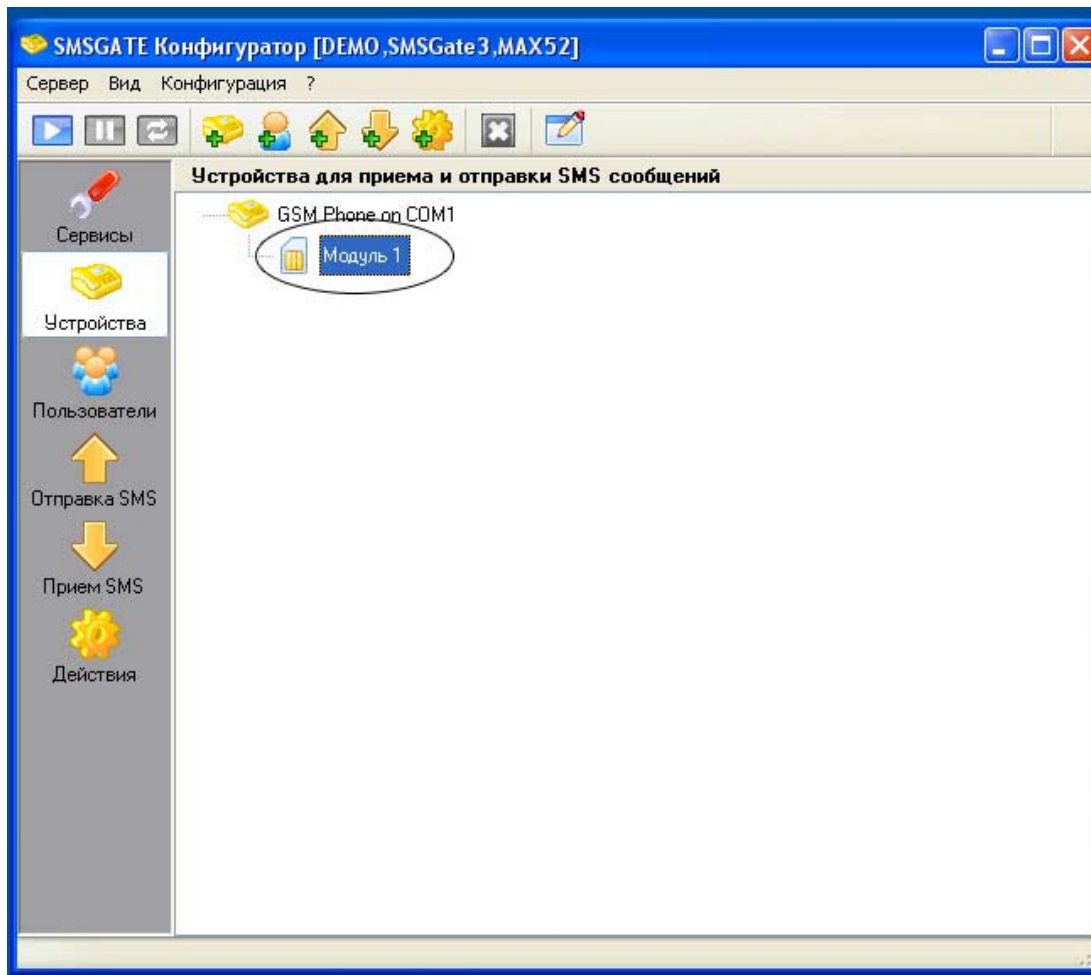 SMSGATE Конфигуратор [DEMO,SMSGate3,MAX52]
Сервер Вид Конфигурация ?
Устройства для приема и отправки SMS сообщений
GSM Phone on COM1
Модуль 1
Сервисы
Устройства
Пользователи
Отправка SMS
Прием SMS
Действия